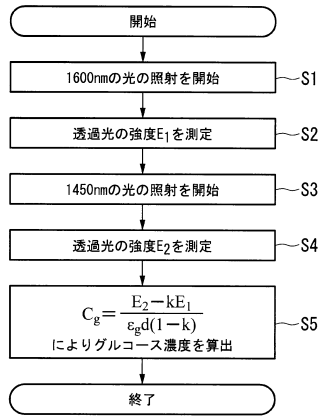 開始
1600nmの光の照射を開始
S1
透過光の強度E₁を測定
S2
1450nmの光の照射を開始
S3
透過光の強度E₂を測定
S4
Cg= E₂−kE₁ / εgd(1−k)
によりグルコース濃度を算出
S5
終了